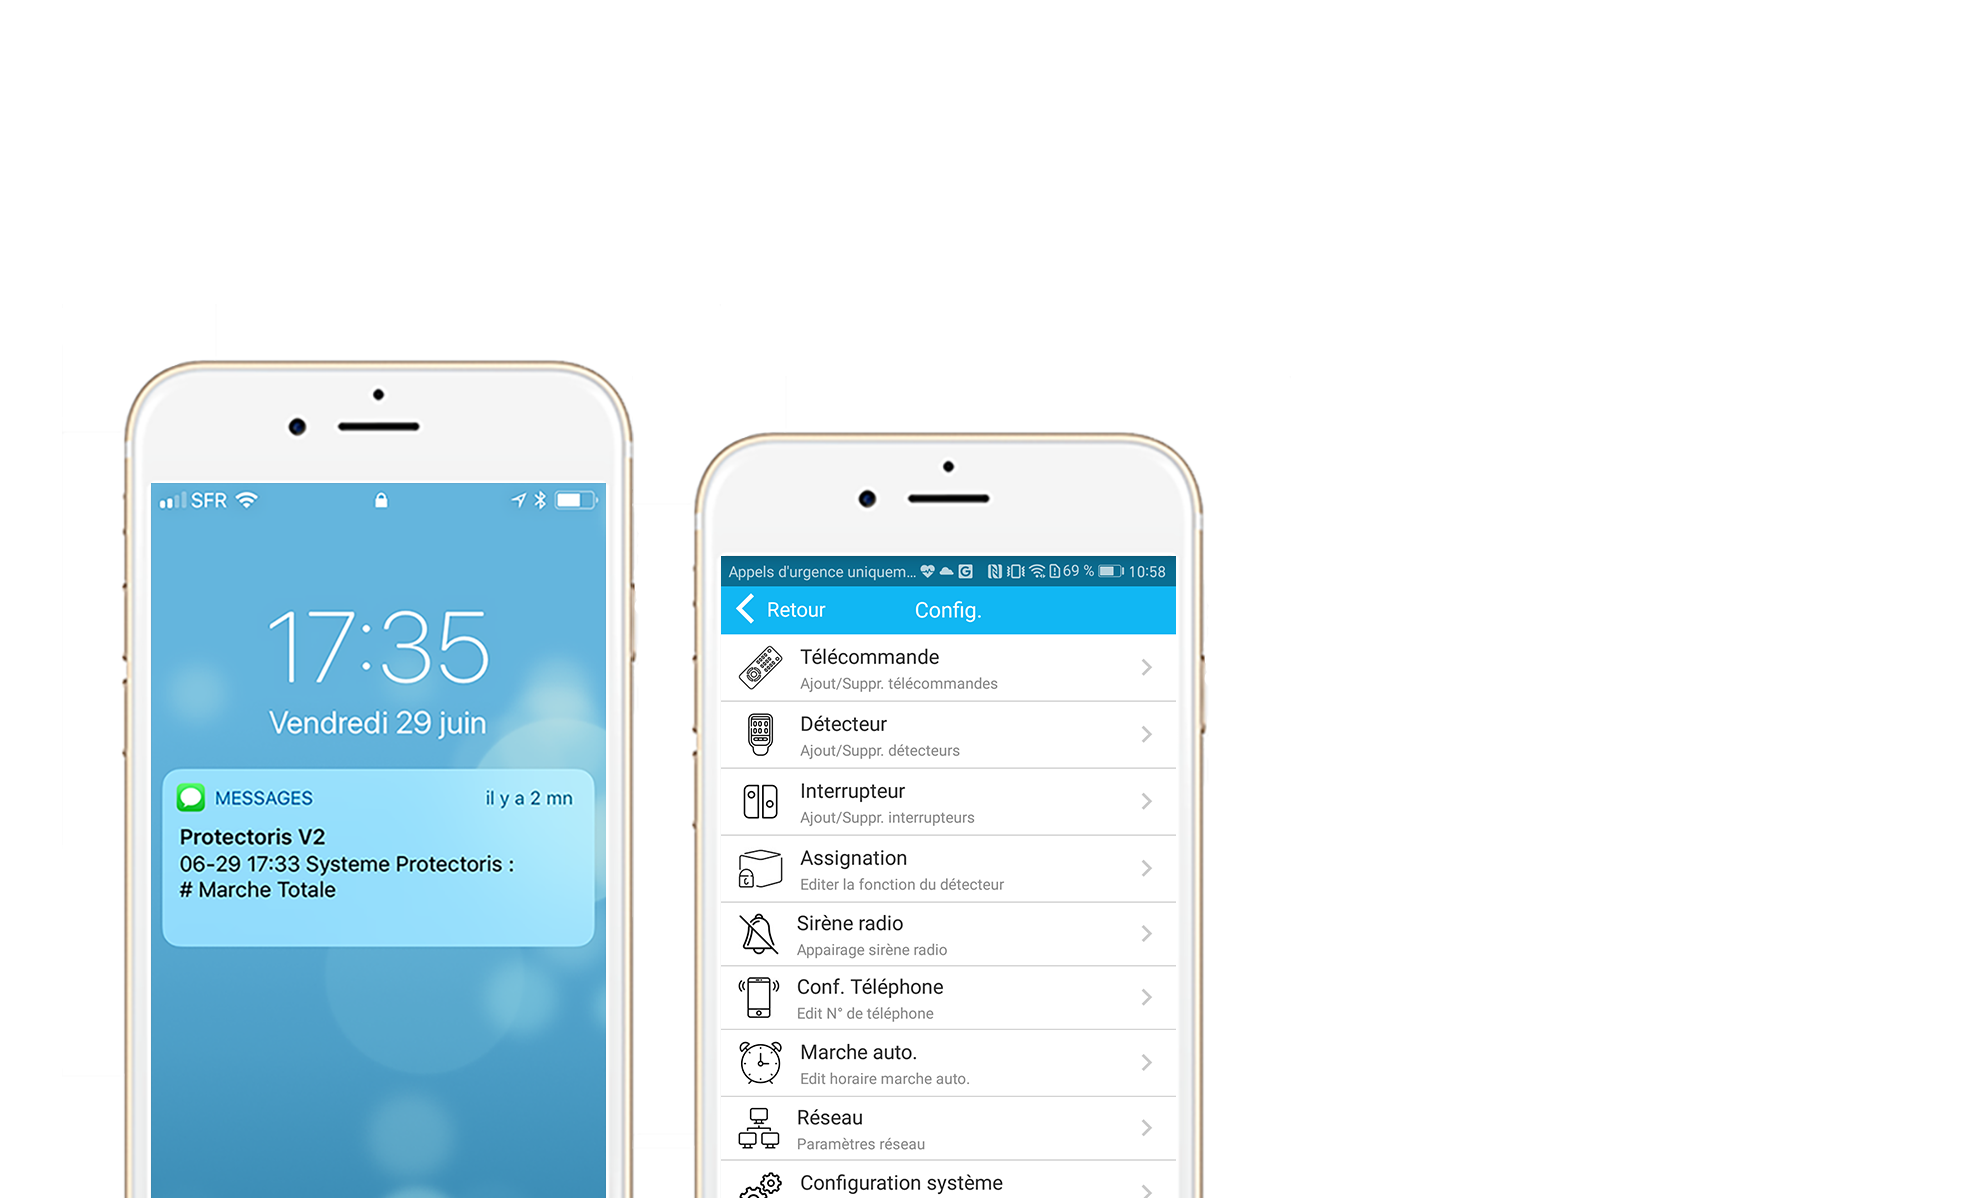 SFR
17:35
Vendredi 29 juin
MESSAGES il y a 2 mn
Protectoris V2
06-29 17:33 Systeme Protectoris :
# Marche Totale
Appels d'urgence uniquem... 69 % 10:58
Retour Config.
Télécommande
Ajout/Suppr. télécommandes
Détecteur
Ajout/Suppr. détecteurs
Interrupteur
Ajout/Suppr. interrupteurs
Assignation
Editer la fonction du détecteur
Sirène radio
Appairage sirène radio
Conf. Téléphone
Edit N° de téléphone
Marche auto.
Edit horaire marche auto.
Réseau
Paramètres réseau
Configuration système